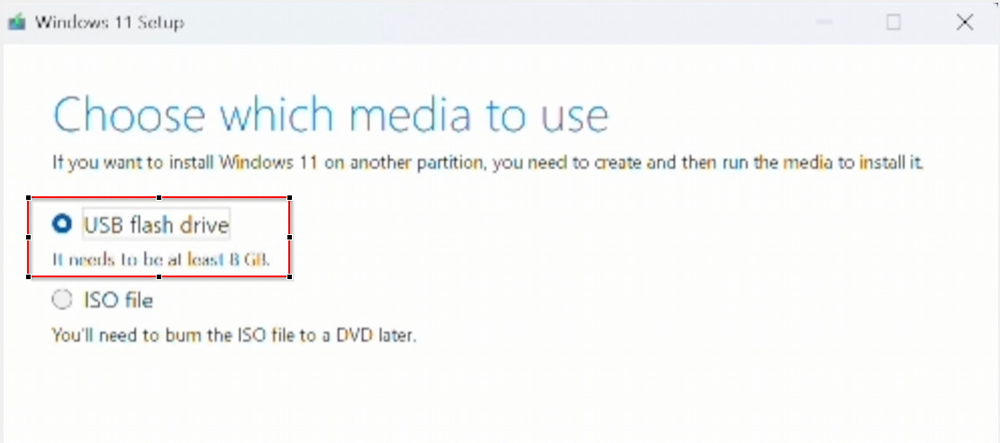 Windows 11 Setup
Choose which media to use
If you want to install Windows 11 on another partition, you need to create and then run the media to install it.
USB flash drive
It needs to be at least 8 GB.
ISO file
You'll need to burn the ISO file to a DVD later.